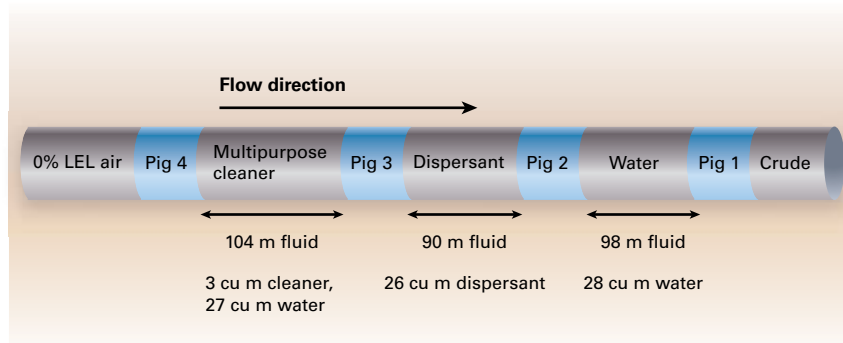 Flow direction
0% LEL air
Pig 4
Multipurpose
cleaner
Pig 3
Dispersant
Pig 2
Water
Pig 1
Crude
104 m fluid
90 m fluid
98 m fluid
3 cu m cleaner,
27 cu m water
26 cu m dispersant
28 cu m water